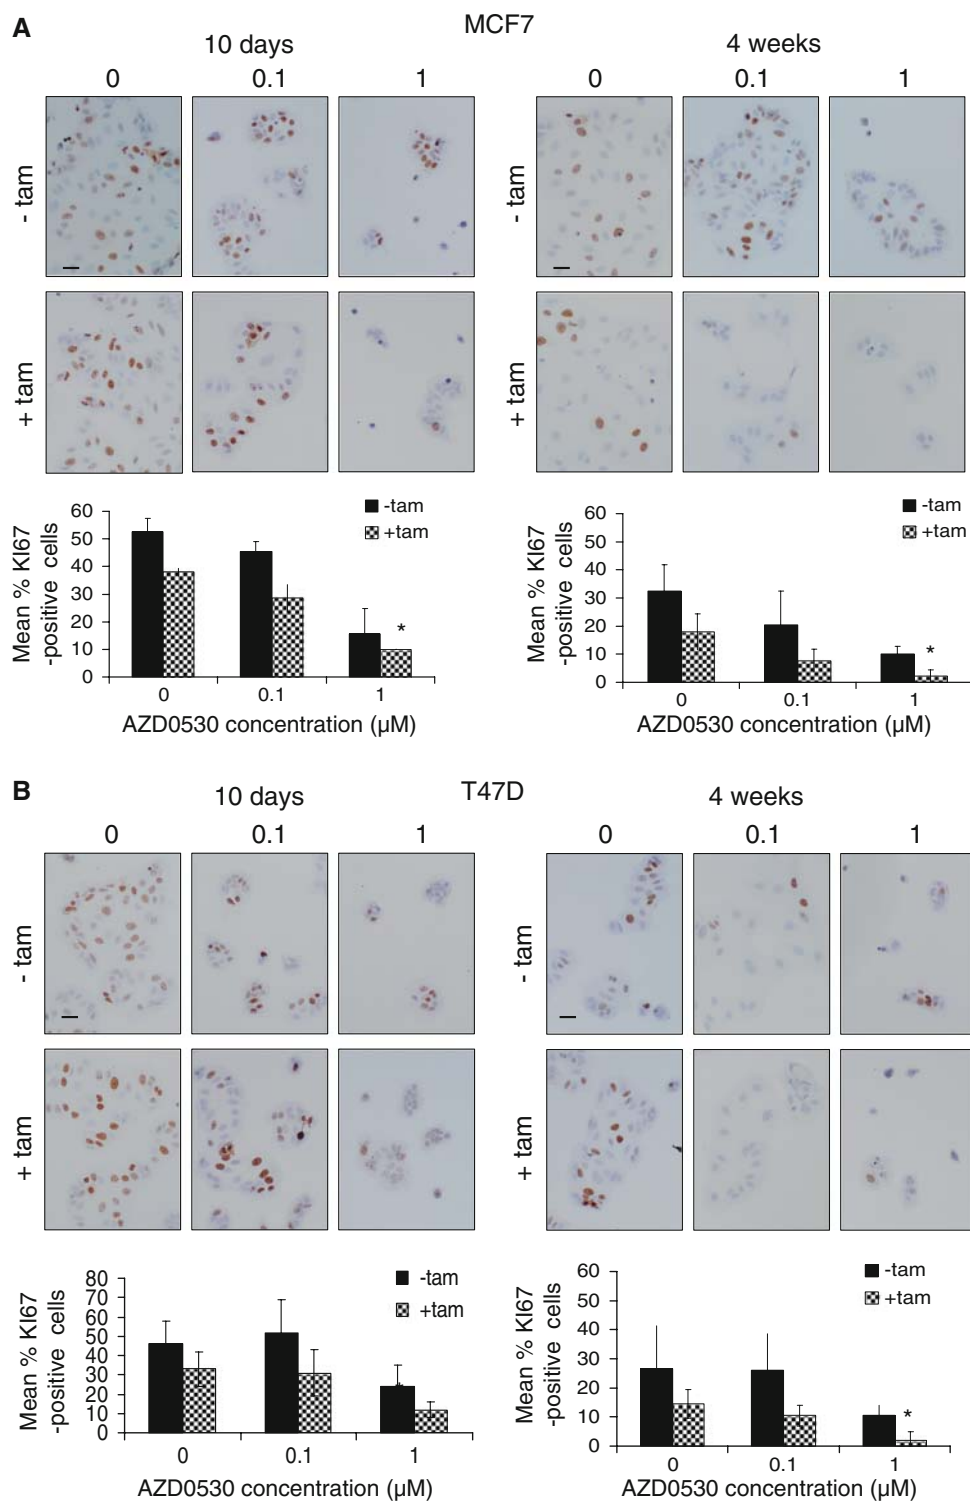 A
MCF7
10 days
4 weeks
0 0.1 1
0 0.1 1
- tam
- tam
+ tam
+ tam
Mean % KI67
-positive cells
60
50
40
30
20
10
0
-tam
+tam
*
0 0.1 1
AZD0530 concentration (µM)
Mean % KI67
-positive cells
60
50
40
30
20
10
0
-tam
+tam
*
0 0.1 1
AZD0530 concentration (µM)
B
T47D
10 days
4 weeks
0 0.1 1
0 0.1 1
- tam
- tam
+ tam
+ tam
Mean % KI67
-positive cells
80
70
60
50
40
30
20
10
0
-tam
+tam
0 0.1 1
AZD0530 concentration (µM)
Mean % KI67
-positive cells
60
50
40
30
20
10
0
-tam
+tam
*
0 0.1 1
AZD0530 concentration (µM)